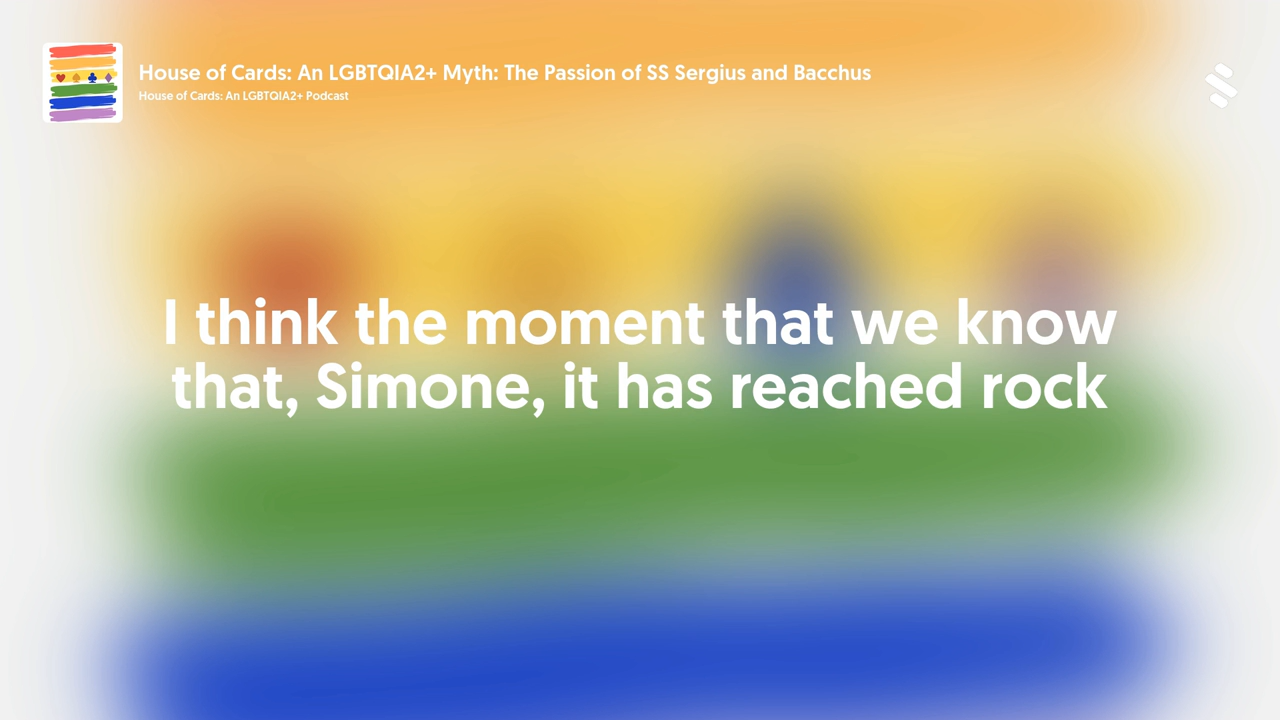 House of Cards: An LGBTQIA2+ Myth: The Passion of SS Sergius and Bacchus
House of Cards: An LGBTQIA2+ Podcast
I think the moment that we know
that, Simone, it has reached rock